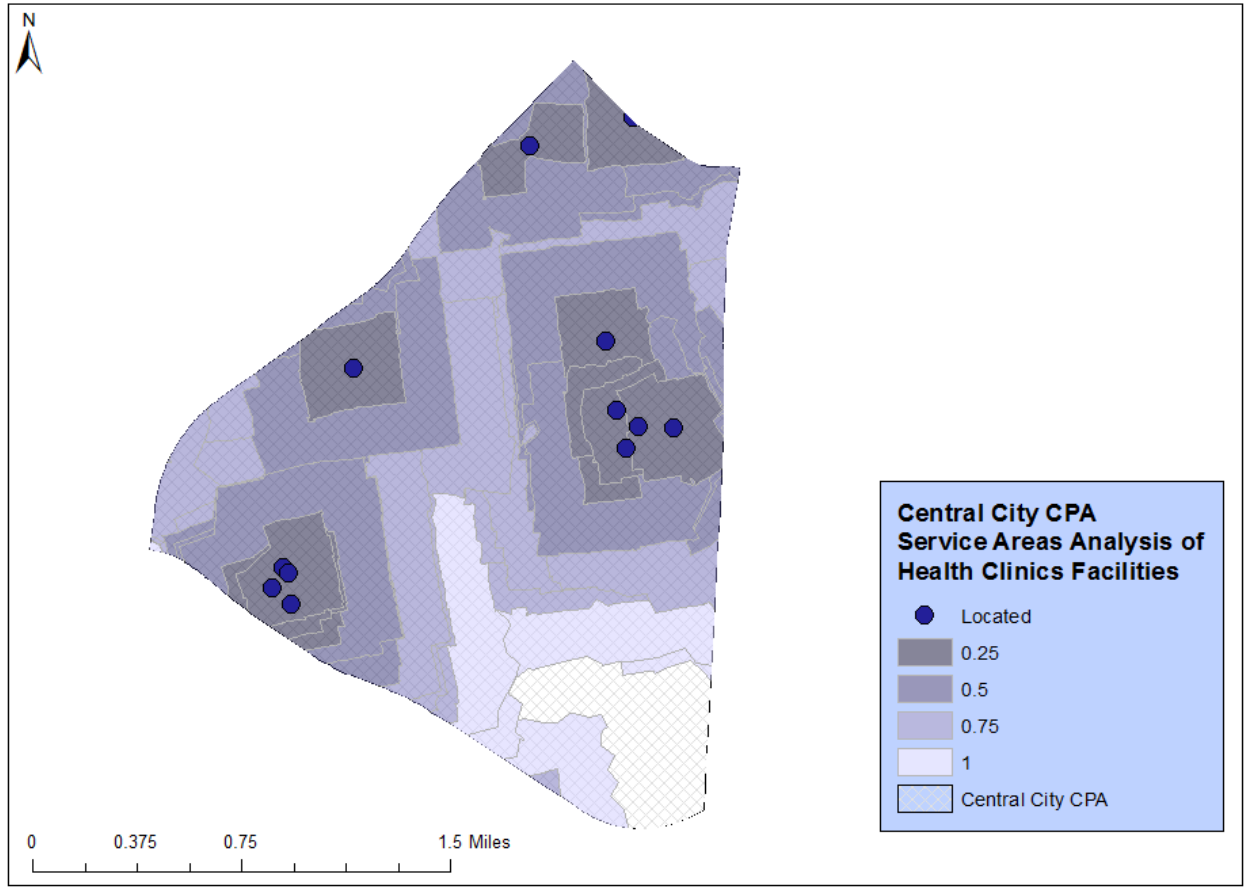 N
Central City CPA
Service Areas Analysis of
Health Clinics Facilities
Located
0.25
0.5
0.75
1
Central City CPA
0 0.375 0.75 1.5 Miles